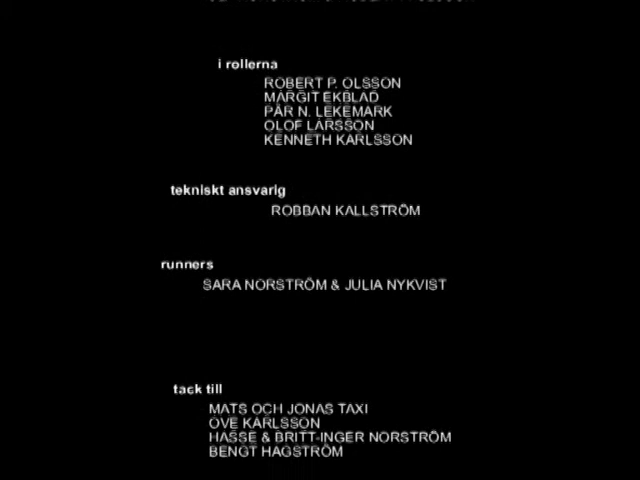 i rollerna
ROBERT P. OLSSON
MARGIT EKBLAD
PÄR N. LEKEMARK
OLOF LARSSON
KENNETH KARLSSON
tekniskt ansvarig
ROBBAN KALLSTRÖM
runners
SARA NORSTRÖM & JULIA NYKVIST
tack till
MATS OCH JONAS TAXI
OVE KARLSSON
HASSE & BRITT-INGER NORSTRÖM
BENGT HAGSTRÖM